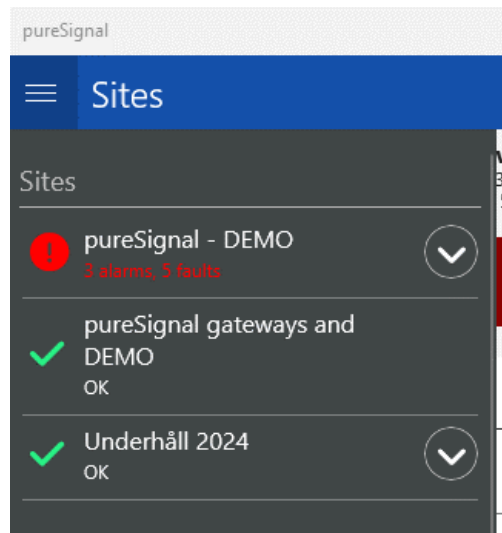 pureSignal
Sites
Sites
pureSignal - DEMO
3 alarms, 5 faults
pureSignal gateways and
DEMO
OK
Underhåll 2024
OK